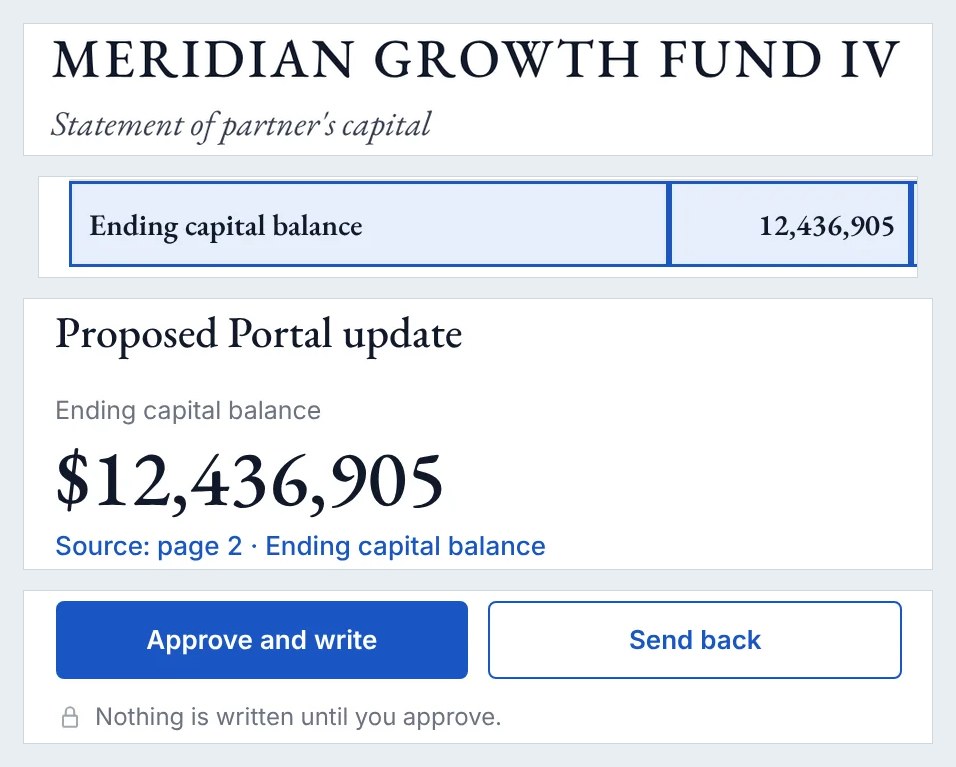 MERIDIAN GROWTH FUND IV
Statement of partner's capital
Ending capital balance 12,436,905
Proposed Portal update
Ending capital balance
$12,436,905
Source: page 2 · Ending capital balance
Approve and write Send back
Nothing is written until you approve.